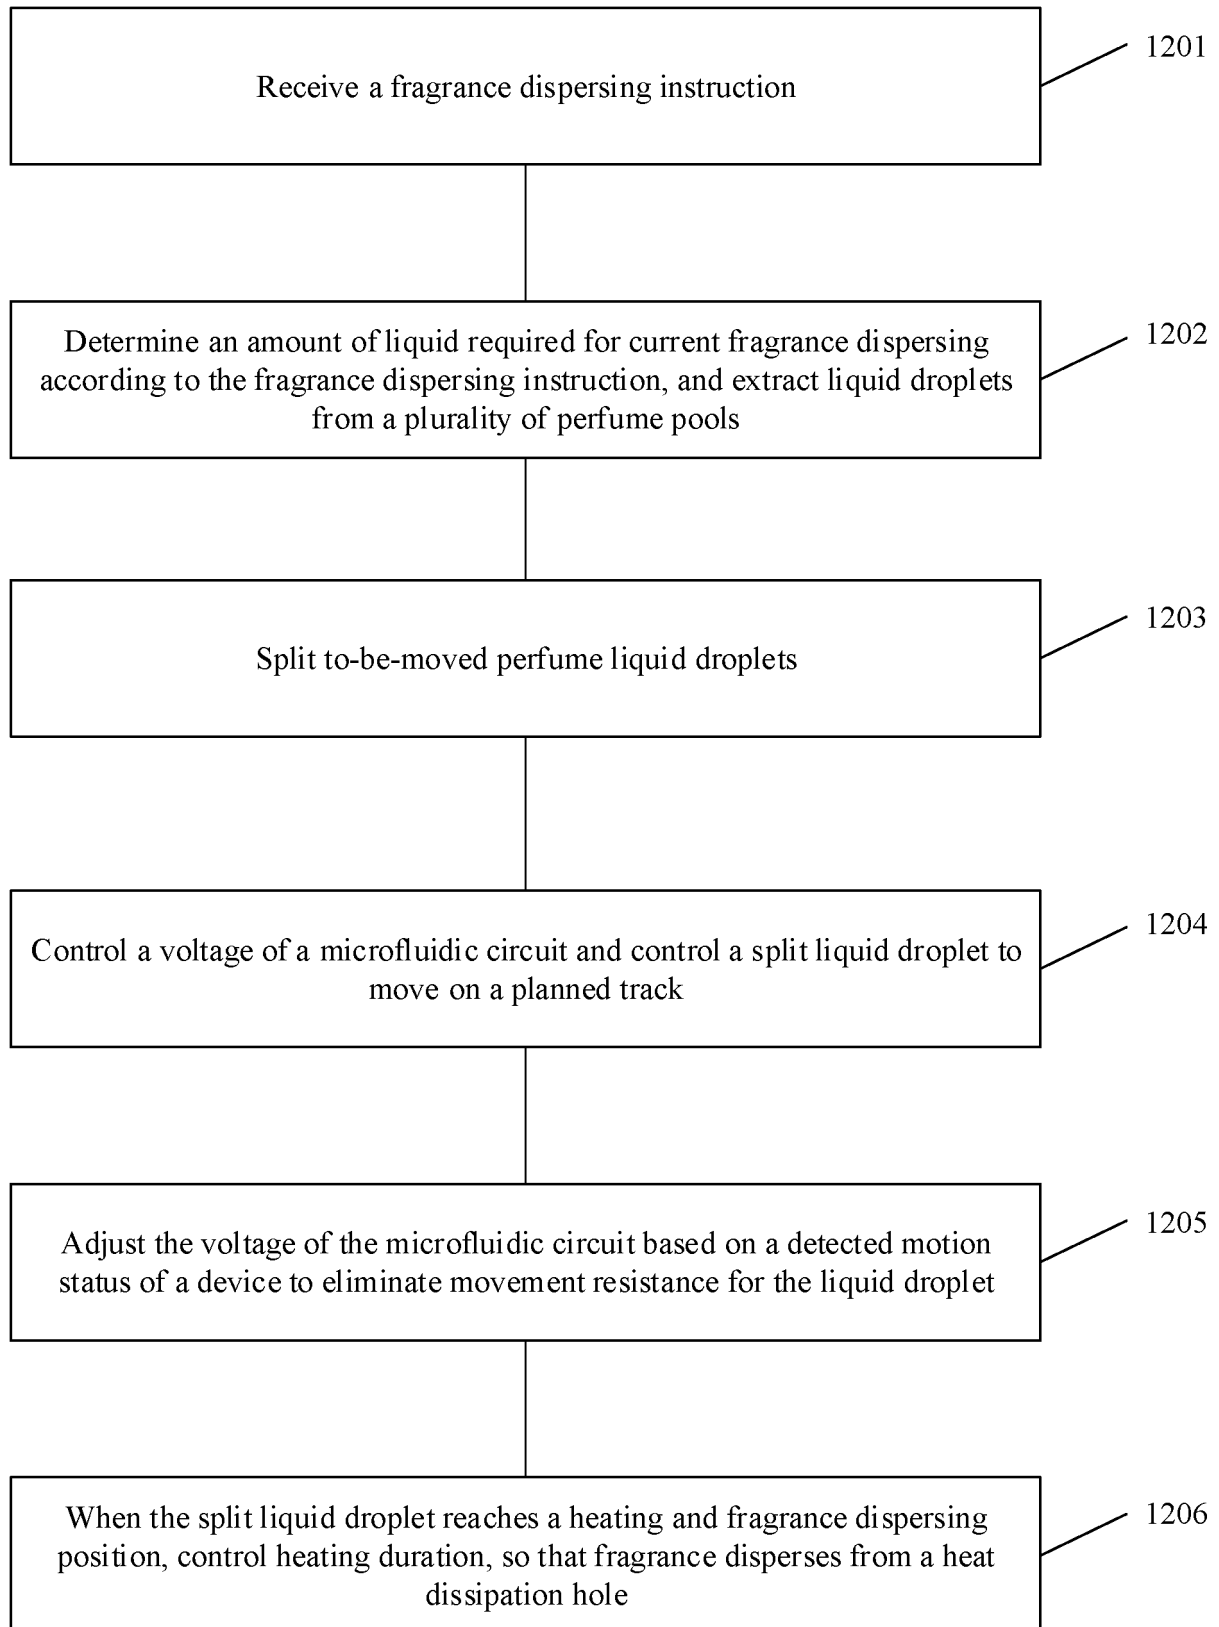 Receive a fragrance dispersing instruction
1201
Determine an amount of liquid required for current fragrance dispersing
according to the fragrance dispersing instruction, and extract liquid droplets
from a plurality of perfume pools
1202
Split to-be-moved perfume liquid droplets
1203
Control a voltage of a microfluidic circuit and control a split liquid droplet to
move on a planned track
1204
Adjust the voltage of the microfluidic circuit based on a detected motion
status of a device to eliminate movement resistance for the liquid droplet
1205
When the split liquid droplet reaches a heating and fragrance dispersing
position, control heating duration, so that fragrance disperses from a heat
dissipation hole
1206